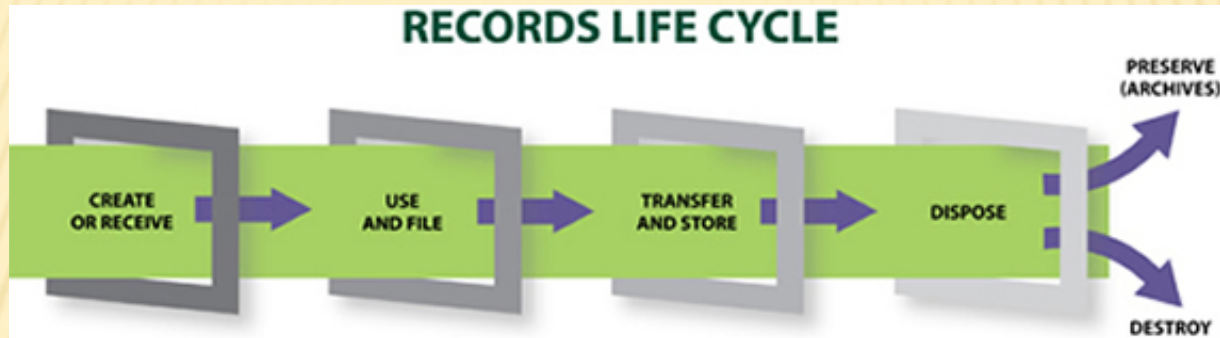 RECORDS LIFE CYCLE
PRESERVE
(ARCHIVES)
CREATE
OR RECEIVE
USE
AND FILE
TRANSFER
AND STORE
DISPOSE
DESTROY